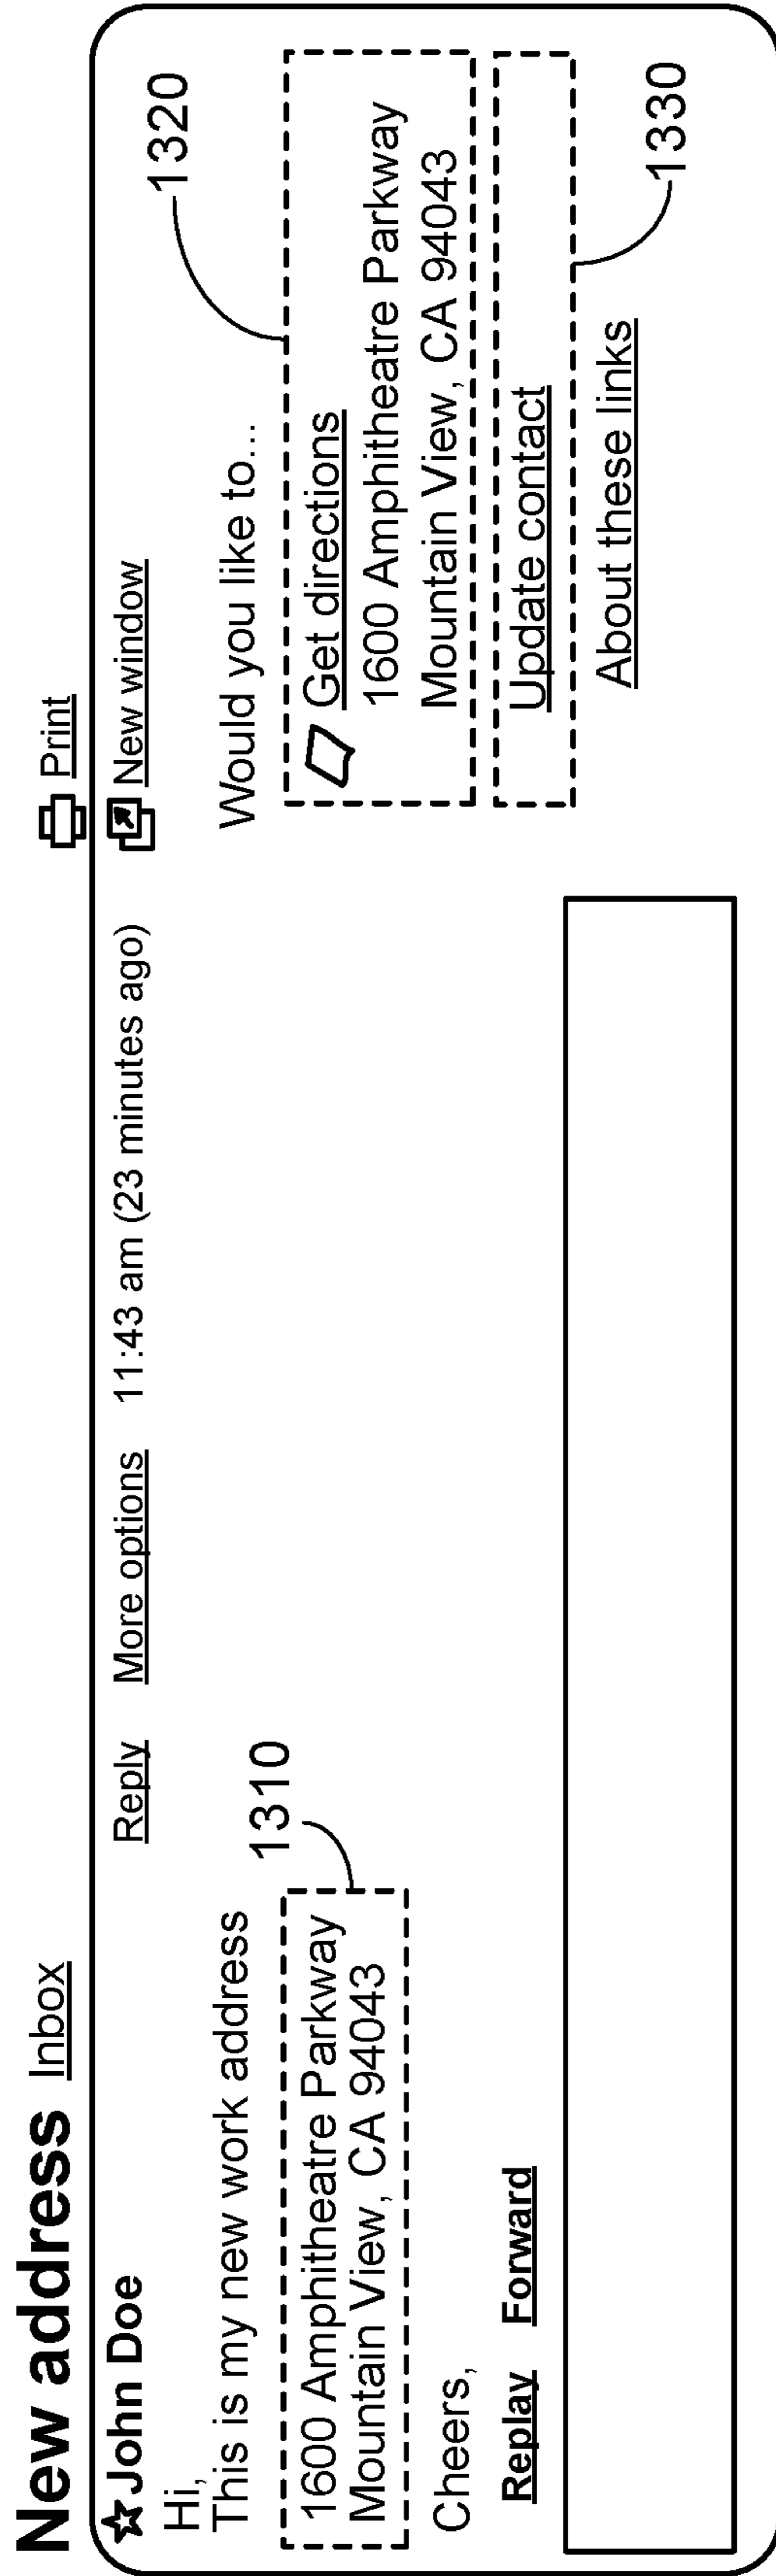 New address Inbox
Print
☆ John Doe
Reply More options 11:43 am (23 minutes ago) New window
Hi,
This is my new work address
1310
1600 Amphitheatre Parkway
Mountain View, CA 94043
Cheers,
Replay Forward
1320
Would you like to...
Get directions
1600 Amphitheatre Parkway
Mountain View, CA 94043
Update contact
1330
About these links